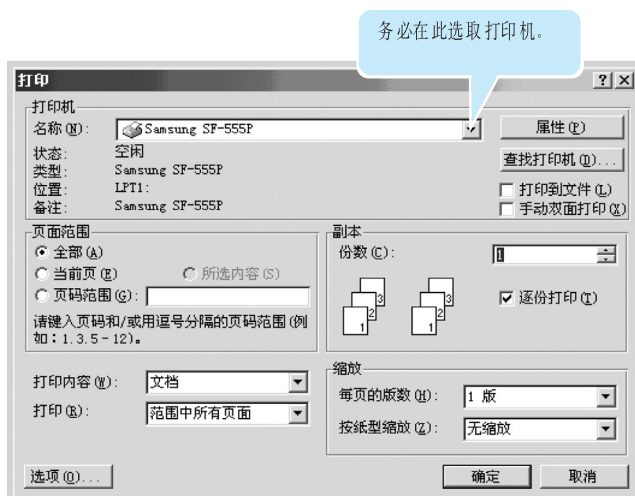 务必在此选取打印机。
打印
打印机
名称(N): Samsung SF-555P 属性(P)
状态: 空闲 查找打印机(D)...
类型: Samsung SF-555P
位置: LPT1: 打印到文件(L)
备注: Samsung SF-555P 手动双面打印(X)
页面范围
全部(A)
当前页(E) 所选内容(S)
页码范围(G):
请键入页码和/或用逗号分隔的页码范围(例
如：1.3.5-12)。
副本
份数(C): 1
1 2 3 1 2 3
逐份打印(T)
打印内容(W): 文档
打印(R): 范围中所有页面
缩放
每页的版数(H): 1 版
按纸型缩放(Z): 无缩放
选项(O)... 确定 取消